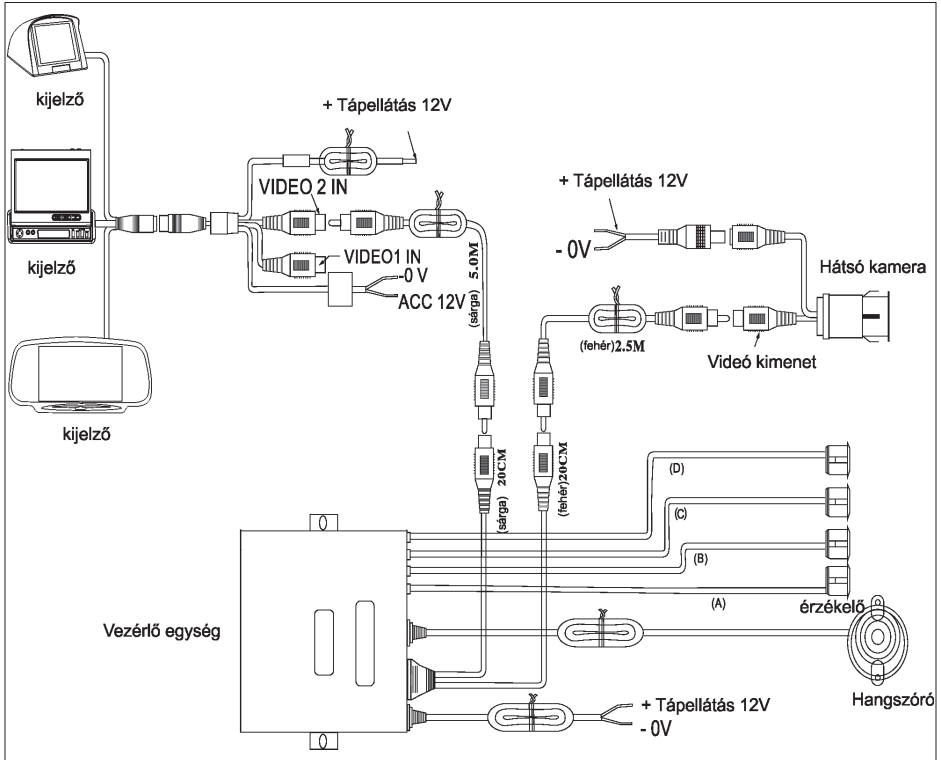 kijelző
+ Tápellátás 12V
VIDEO 2 IN
kijelző
VIDEO1 IN
-0 V
ACC 12V
(sárga) 5.0M
+ Tápellátás 12V
- 0V
Hátsó kamera
(fehér)2.5M
Videó kimenet
kijelző
(sárga) 20CM
(fehér)20CM
(D)
(C)
(B)
(A)
érzékelő
Vezérlő egység
Hangszóró
+ Tápellátás 12V
- 0V